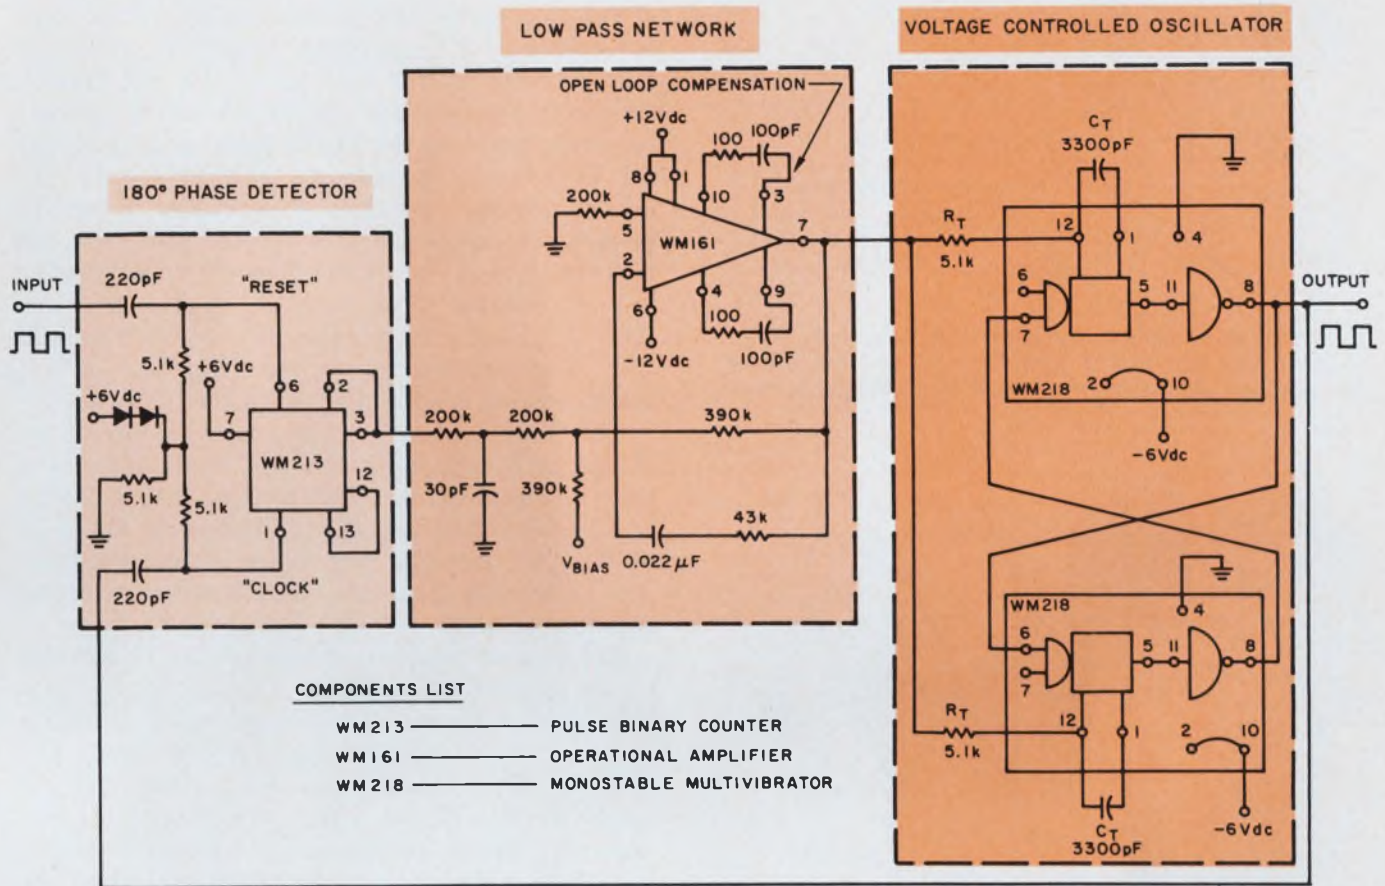 LOW PASS NETWORK
VOLTAGE CONTROLLED OSCILLATOR
180° PHASE DETECTOR
INPUT
220pF
"RESET"
5.1k
+6Vdc
+6Vdc
7
6
2
3
WM213
12
5.1k
5.1k
1
13
220pF
"CLOCK"
OPEN LOOP COMPENSATION
+12Vdc
100
100pF
8
1
10
3
200k
5
WM161
7
2
4
9
6
100
-12Vdc
100pF
200k
200k
390k
30pF
390k
43k
VBIAS
0.022μF
CT
3300pF
RT
12
1
4
5.1k
6
5
11
8
OUTPUT
7
2
10
WM218
-6Vdc
WM218
4
6
5
11
8
7
RT
12
1
2
10
5.1k
CT
-6Vdc
3300pF
COMPONENTS LIST
WM213 PULSE BINARY COUNTER
WM161 OPERATIONAL AMPLIFIER
WM218 MONOSTABLE MULTIVIBRATOR